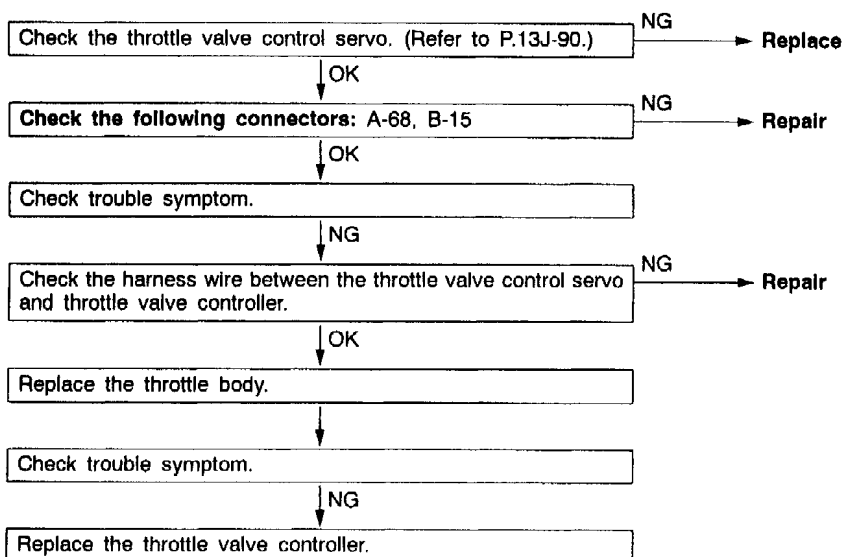 Check the throttle valve control servo. (Refer to P.13J-90.)
NG
Replace
OK
Check the following connectors: A-68, B-15
NG
Repair
OK
Check trouble symptom.
NG
Check the harness wire between the throttle valve control servo
and throttle valve controller.
NG
Repair
OK
Replace the throttle body.
Check trouble symptom.
NG
Replace the throttle valve controller.